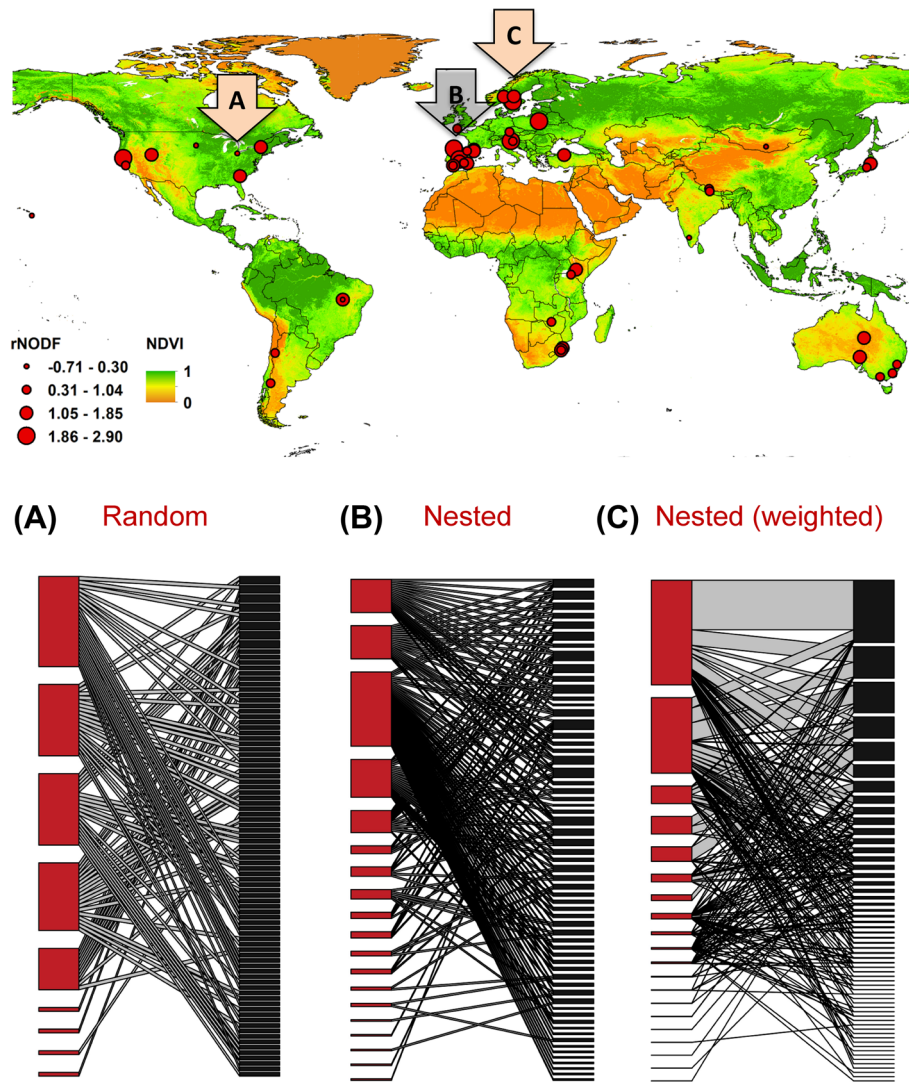 C
A
B
rNODF NDVI
-0.71 - 0.30 1
0.31 - 1.04 0
1.05 - 1.85
1.86 - 2.90
(A) Random (B) Nested (C) Nested (weighted)